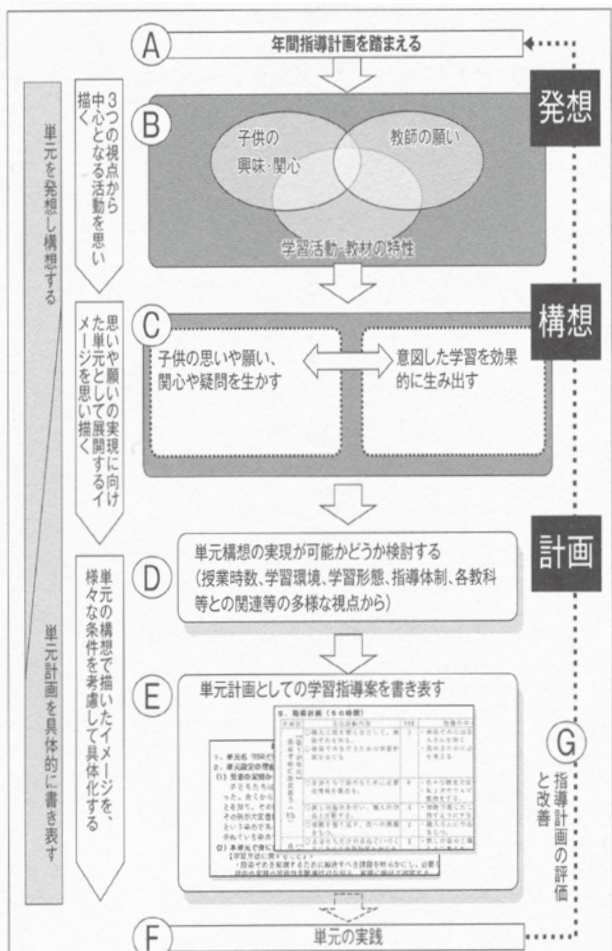 A
年間指導計画を踏まえる
発想
B
子供の
興味・関心
教師の願い
学習活動・教材の特性
3つの視点から
中心となる活動を思い
描く
単元を発想し構想する
構想
C
子供の思いや願い、
関心や疑問を生かす
意図した学習を効果
的に生み出す
思いや願いの実現に向け
た単元として展開するイ
メージを思い描く
計画
D
単元構想の実現が可能かどうか検討する
(授業時数、学習環境、学習形態、指導体制、各教科
等との関連等の多様な視点から)
単元の構想で描いたイメージを、
様々な条件を考慮して具体化する
単元計画を具体的に書き表す
E
単元計画としての学習指導案を書き表す
G
指導計画の評価
と改善
F
単元の実践